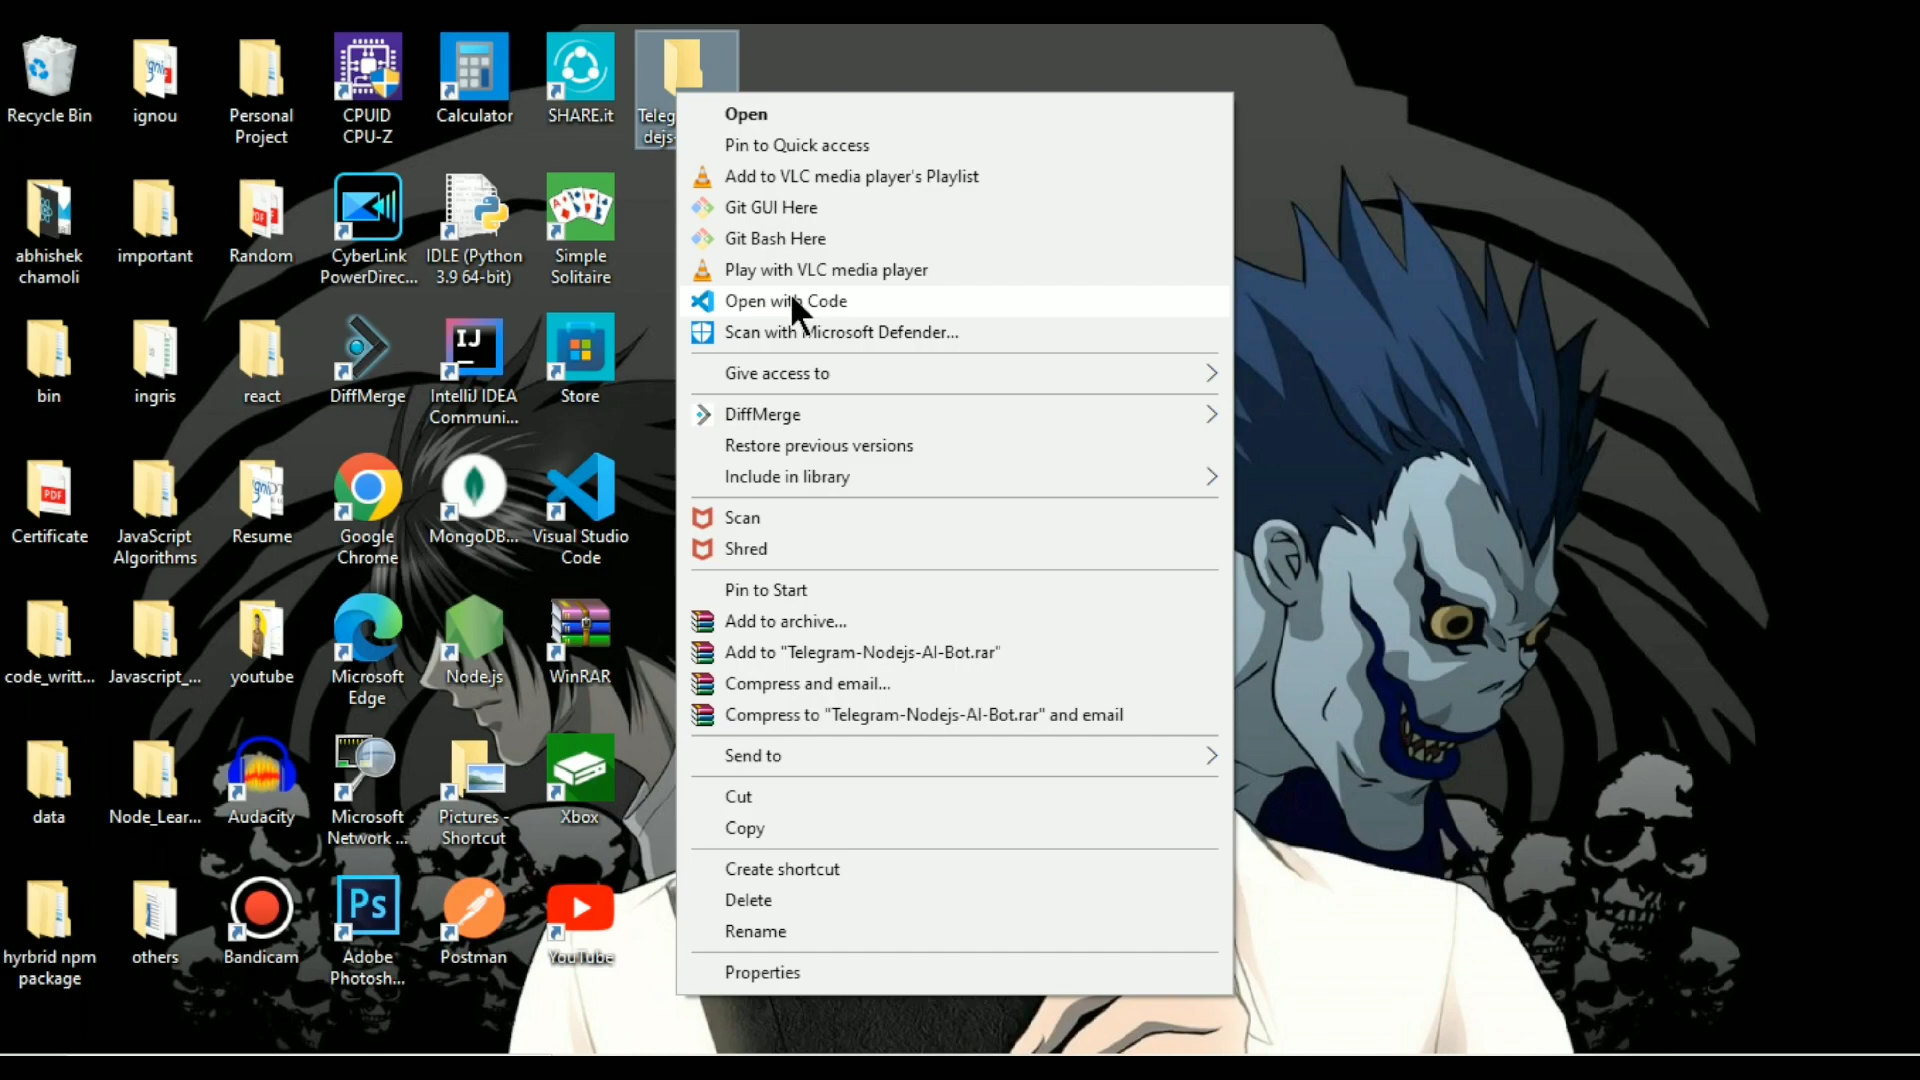 Recycle Bin
ignou
Personal
Project
CPUID
CPU-Z
Calculator
SHARE.it
Teleg
dejs-
abhishek
chamoli
important
Random
CyberLink
PowerDirec...
IDLE (Python
3.9 64-bit)
Simple
Solitaire
bin
ingris
react
DiffMerge
IJ
IntelliJ IDEA
Communi...
Store
PDF
Certificate
JavaScript
Algorithms
Resume
Google
Chrome
MongoDB...
Visual Studio
Code
code_writt...
Javascript_...
youtube
Microsoft
Edge
Node.js
WinRAR
data
Node_Lear...
Audacity
Microsoft
Network ...
Pictures -
Shortcut
Xbox
hyrbrid npm
package
others
Bandicam
Ps
Adobe
Photosh...
Postman
YouTube
Open
Pin to Quick access
Add to VLC media player's Playlist
Git GUI Here
Git Bash Here
Play with VLC media player
Open with Code
Scan with Microsoft Defender...
Give access to
DiffMerge
Restore previous versions
Include in library
Scan
Shred
Pin to Start
Add to archive...
Add to "Telegram-Nodejs-AI-Bot.rar"
Compress and email...
Compress to "Telegram-Nodejs-AI-Bot.rar" and email
Send to
Cut
Copy
Create shortcut
Delete
Rename
Properties